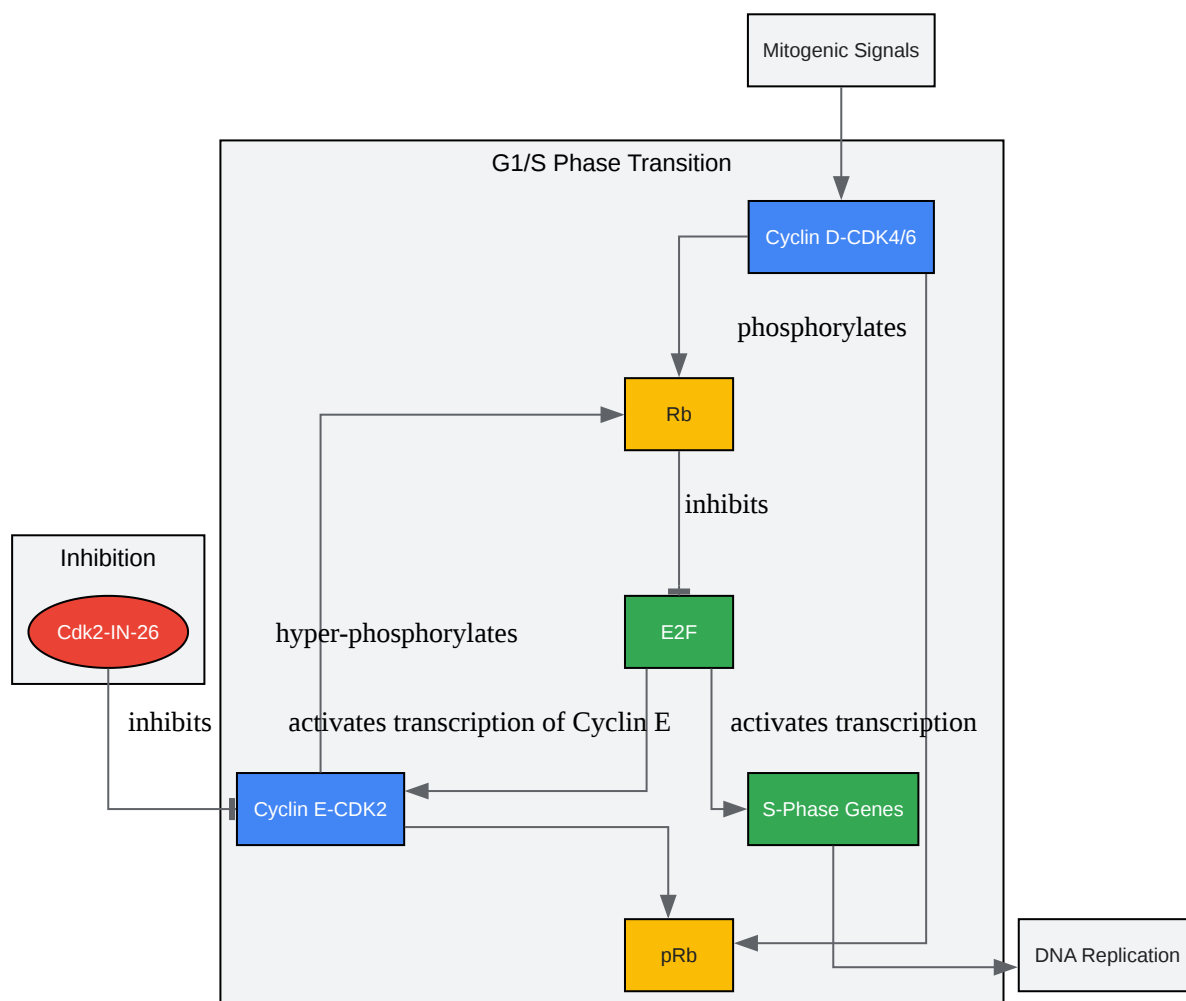 Mitogenic Signals
G1/S Phase Transition
Cyclin D-CDK4/6
phosphorylates
Rb
inhibits
Inhibition
Cdk2-IN-26
E2F
hyper-phosphorylates
inhibits
activates transcription of Cyclin E
activates transcription
Cyclin E-CDK2
S-Phase Genes
pRb
DNA Replication